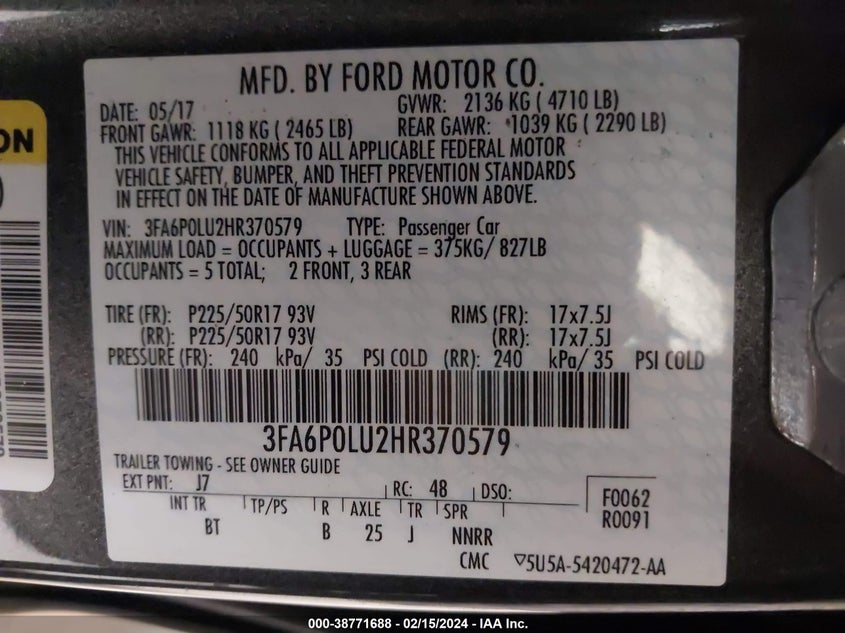 MFD. BY FORD MOTOR CO.
DATE: 05/17 GVWR: 2136 KG ( 4710 LB)
FRONT GAWR: 1118 KG ( 2465 LB) REAR GAWR: 1039 KG ( 2290 LB)
THIS VEHICLE CONFORMS TO ALL APPLICABLE FEDERAL MOTOR
VEHICLE SAFETY, BUMPER, AND THEFT PREVENTION STANDARDS
IN EFFECT ON THE DATE OF MANUFACTURE SHOWN ABOVE.
VIN: 3FA6P0LU2HR370579 TYPE: Passenger Car
MAXIMUM LOAD = OCCUPANTS + LUGGAGE = 375KG/ 827LB
OCCUPANTS = 5 TOTAL; 2 FRONT, 3 REAR
TIRE (FR): P225/50R17 93V RIMS (FR): 17x7.5J
(RR): P225/50R17 93V (RR): 17x7.5J
PRESSURE (FR): 240 kPa/ 35 PSI COLD (RR): 240 kPa/ 35 PSI COLD
3FA6P0LU2HR370579
TRAILER TOWING - SEE OWNER GUIDE
EXT PNT: J7 RC: 48 DSO: F0062
INT TR TP/PS R AXLE TR SPR R0091
BT B 25 J NNRR
CMC 5U5A-5420472-AA
ON
000-38771688 - 02/15/2024 - IAA Inc.